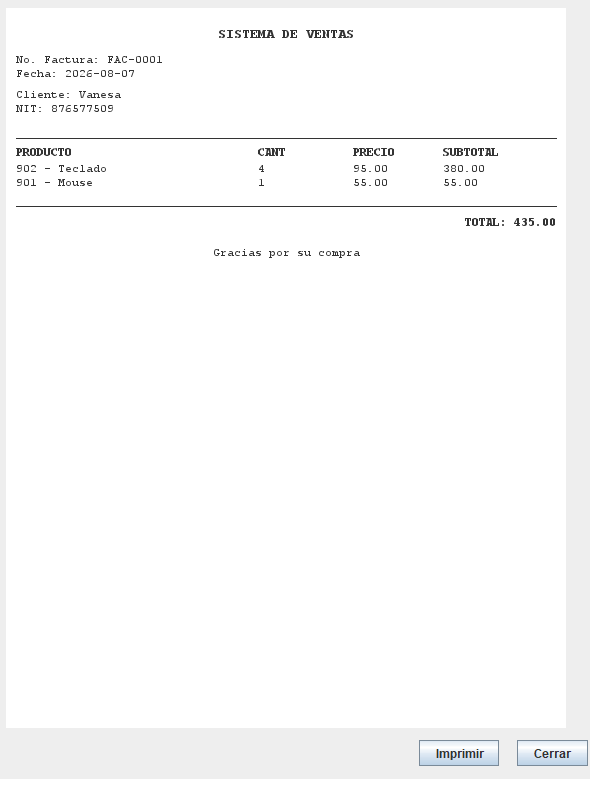 SISTEMA DE VENTAS
No. Factura: FAC-0001
Fecha: 2026-08-07
Cliente: Vanesa
NIT: 876577509
PRODUCTO CANT PRECIO SUBTOTAL
902 - Teclado 4 95.00 380.00
901 - Mouse 1 55.00 55.00
TOTAL: 435.00
Gracias por su compra
Imprimir Cerrar